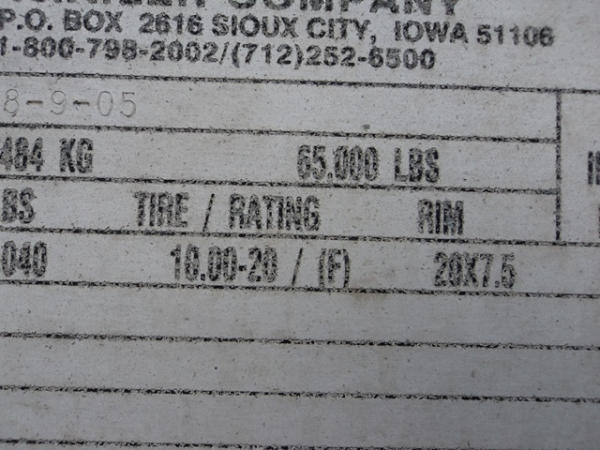 COMPANY
P.O. BOX 2616 SIOUX CITY, IOWA 51106
1-800-798-2002/(712)252-6500
8-9-05
484 KG 65.000 LBS
BS TIRE / RATING RIM
040 10.00-20 / (F) 20X7.5